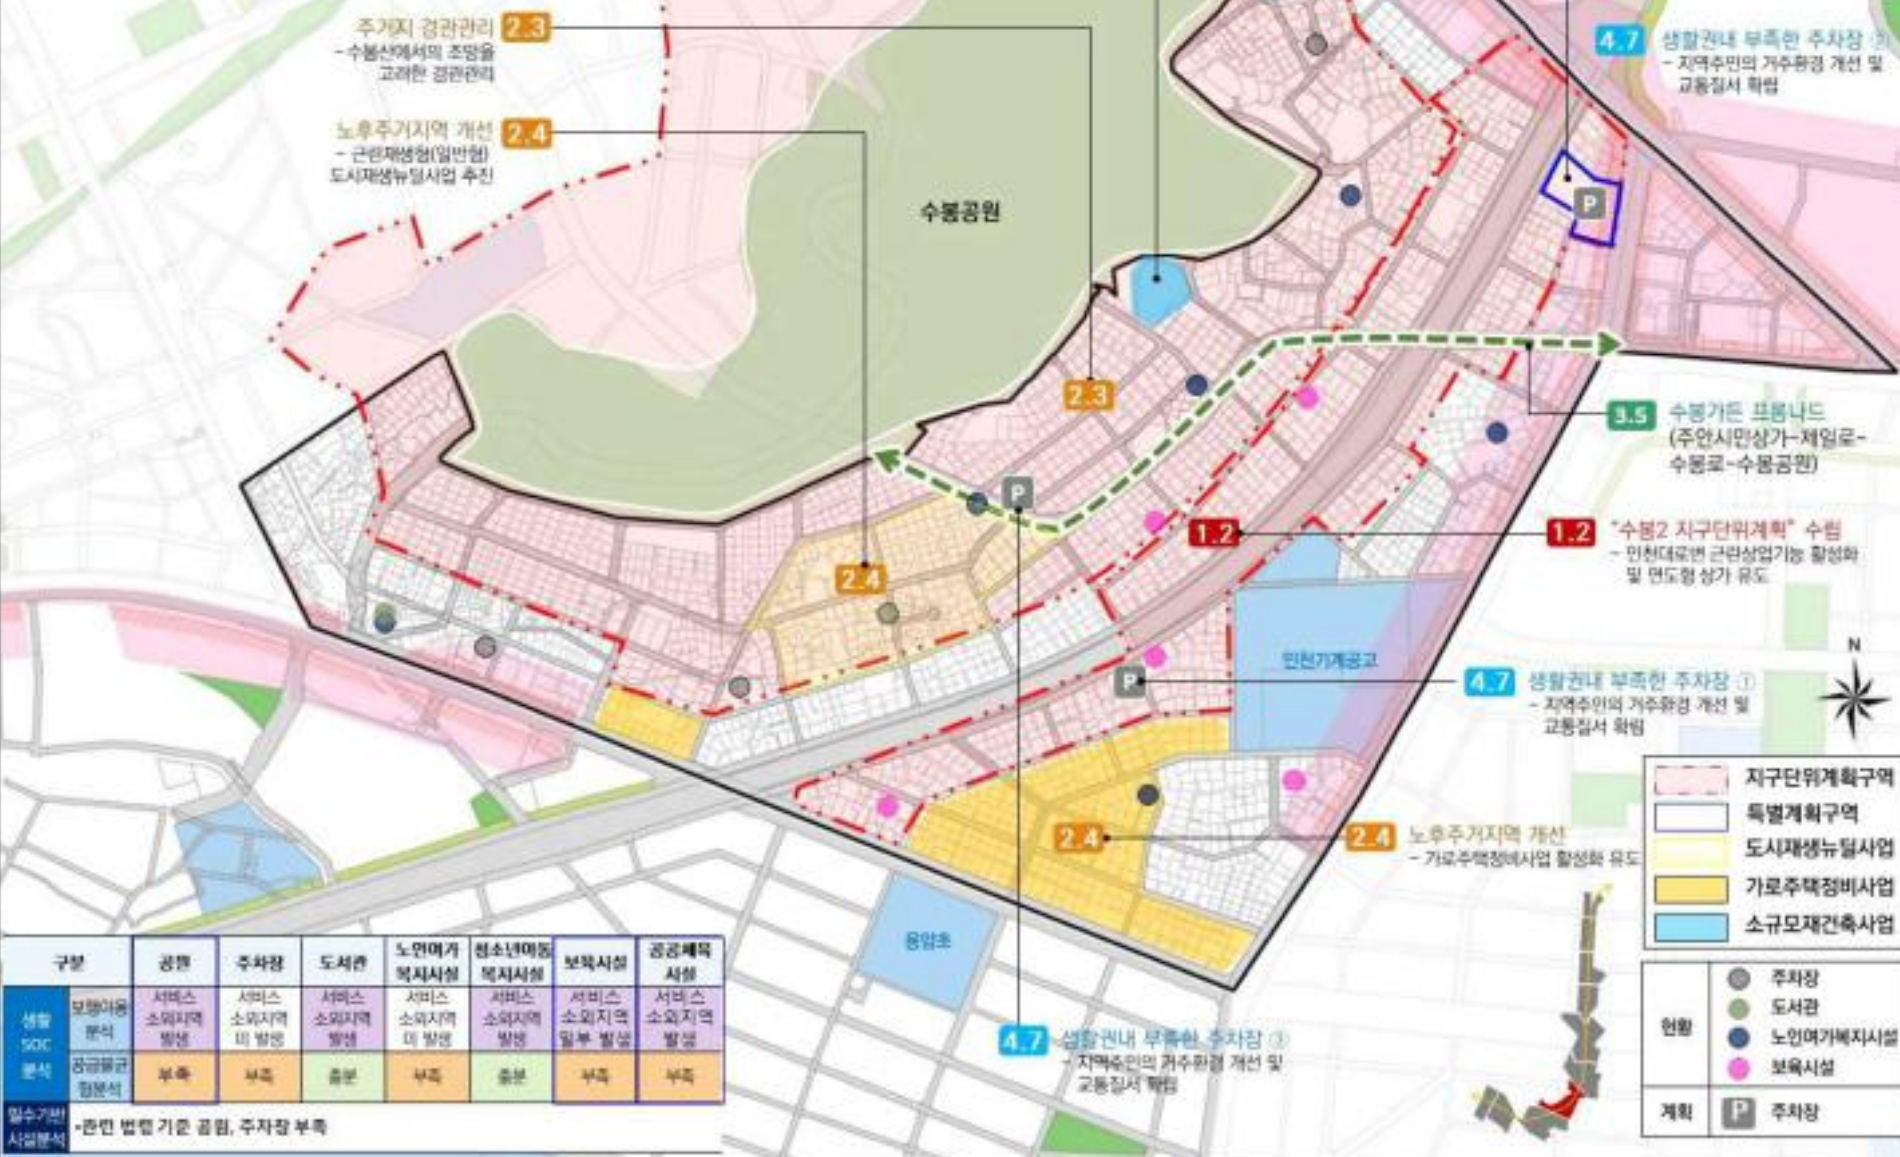 주거지 경관관리 2.3
- 수봉산에서의 조망을
고려한 경관관리
노후주거지역 개선 2.4
- 근린재생형(일반형)
도시재생뉴딜사업 추진
4.7 생활권내 부족한 주차장 ②
- 지역주민의 거주환경 개선 및
교통질서 확립
수봉공원
P
2.3
3.5 수봉가든 프롬나드
(주안시민상가-제일로-
수봉로-수봉공원)
P
1.2
1.2 "수봉2 지구단위계획" 수립
- 인천대로변 근린상업기능 활성화
및 연도형 상가 유도
2.4
인천기계공고
P
4.7 생활권내 부족한 주차장 ①
- 지역주민의 거주환경 개선 및
교통질서 확립
N
2.4
2.4 노후주거지역 개선
- 가로주택정비사업 활성화 유도
용암초
4.7 생활권내 부족한 주차장 ③
- 지역주민의 거주환경 개선 및
교통질서 확립
지구단위계획구역
특별계획구역
도시재생뉴딜사업
가로주택정비사업
소규모재건축사업
현황
주차장
도서관
노인여가복지시설
보육시설
계획 P 주차장
구분 공원 주차장 도서관 노인여가 복지시설 청소년아동 복지시설 보육시설 공공체육 시설
생활 SOC 분석
보행이용 분석 서비스 소외지역 발생 서비스 소외지역 미 발생 서비스 소외지역 발생 서비스 소외지역 미 발생 서비스 소외지역 발생 서비스 소외지역 일부 발생 서비스 소외지역 발생
공급불균형분석 부족 부족 충분 부족 충분 부족 부족
필수기반 시설분석 •관련 법령 기준 공원, 주차장 부족